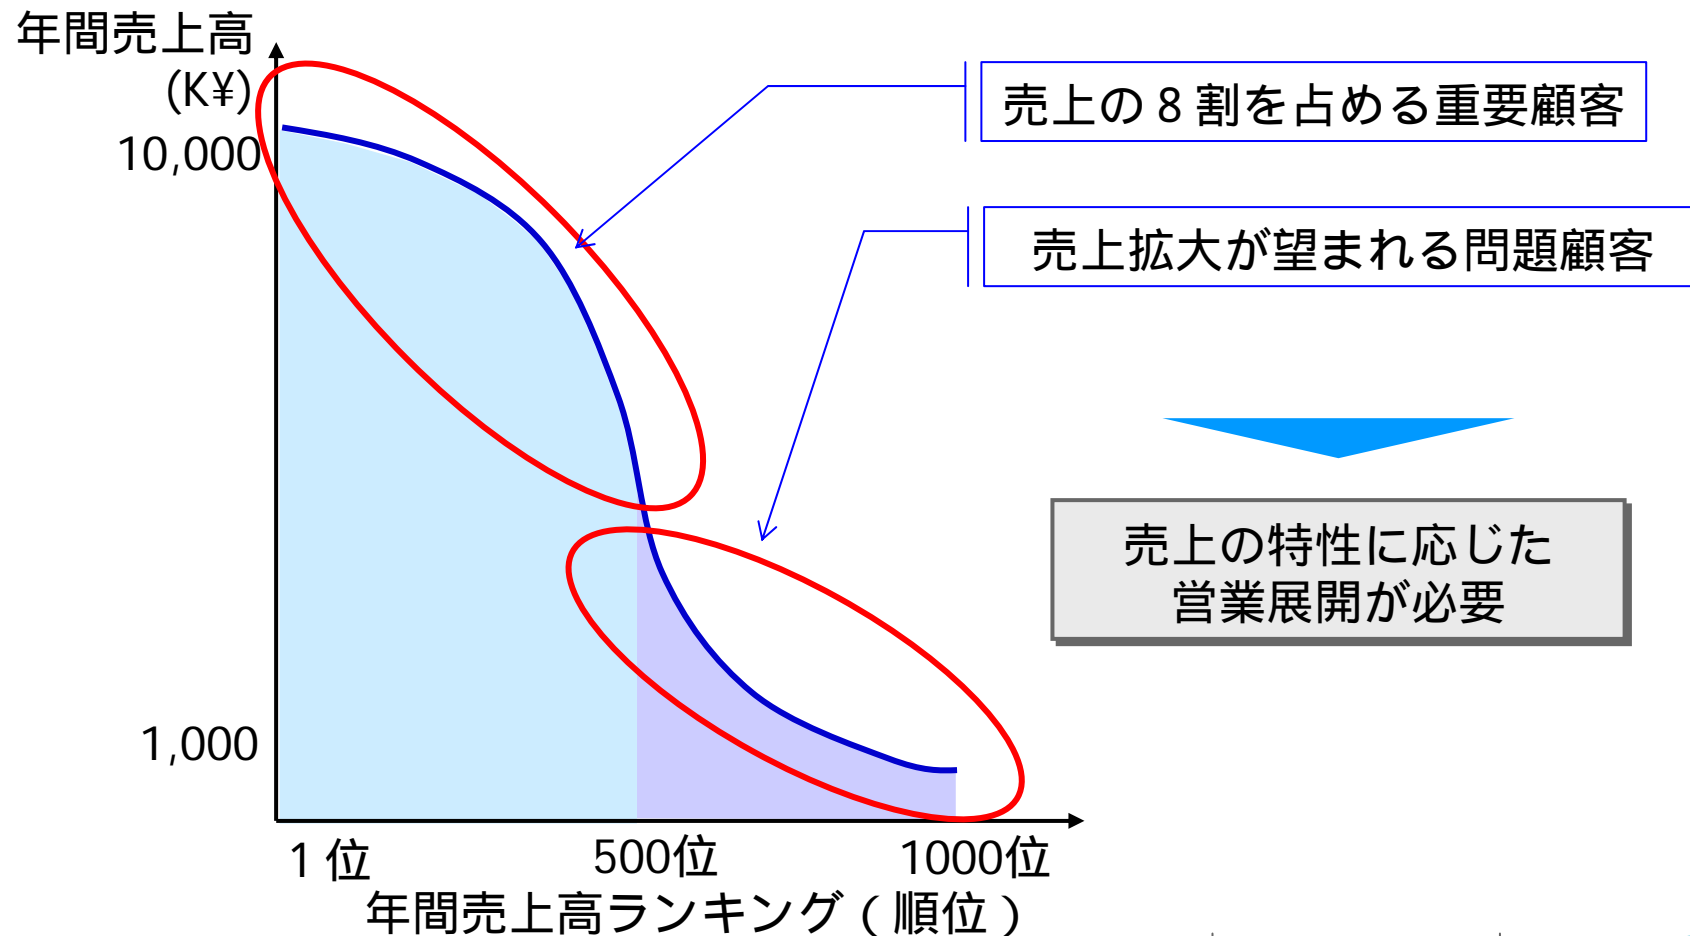 年間売上高
(K¥)
10,000
1,000
1位
500位
1000位
年間売上高ランキング（順位）
売上の8割を占める重要顧客
売上拡大が望まれる問題顧客
売上の特性に応じた
営業展開が必要